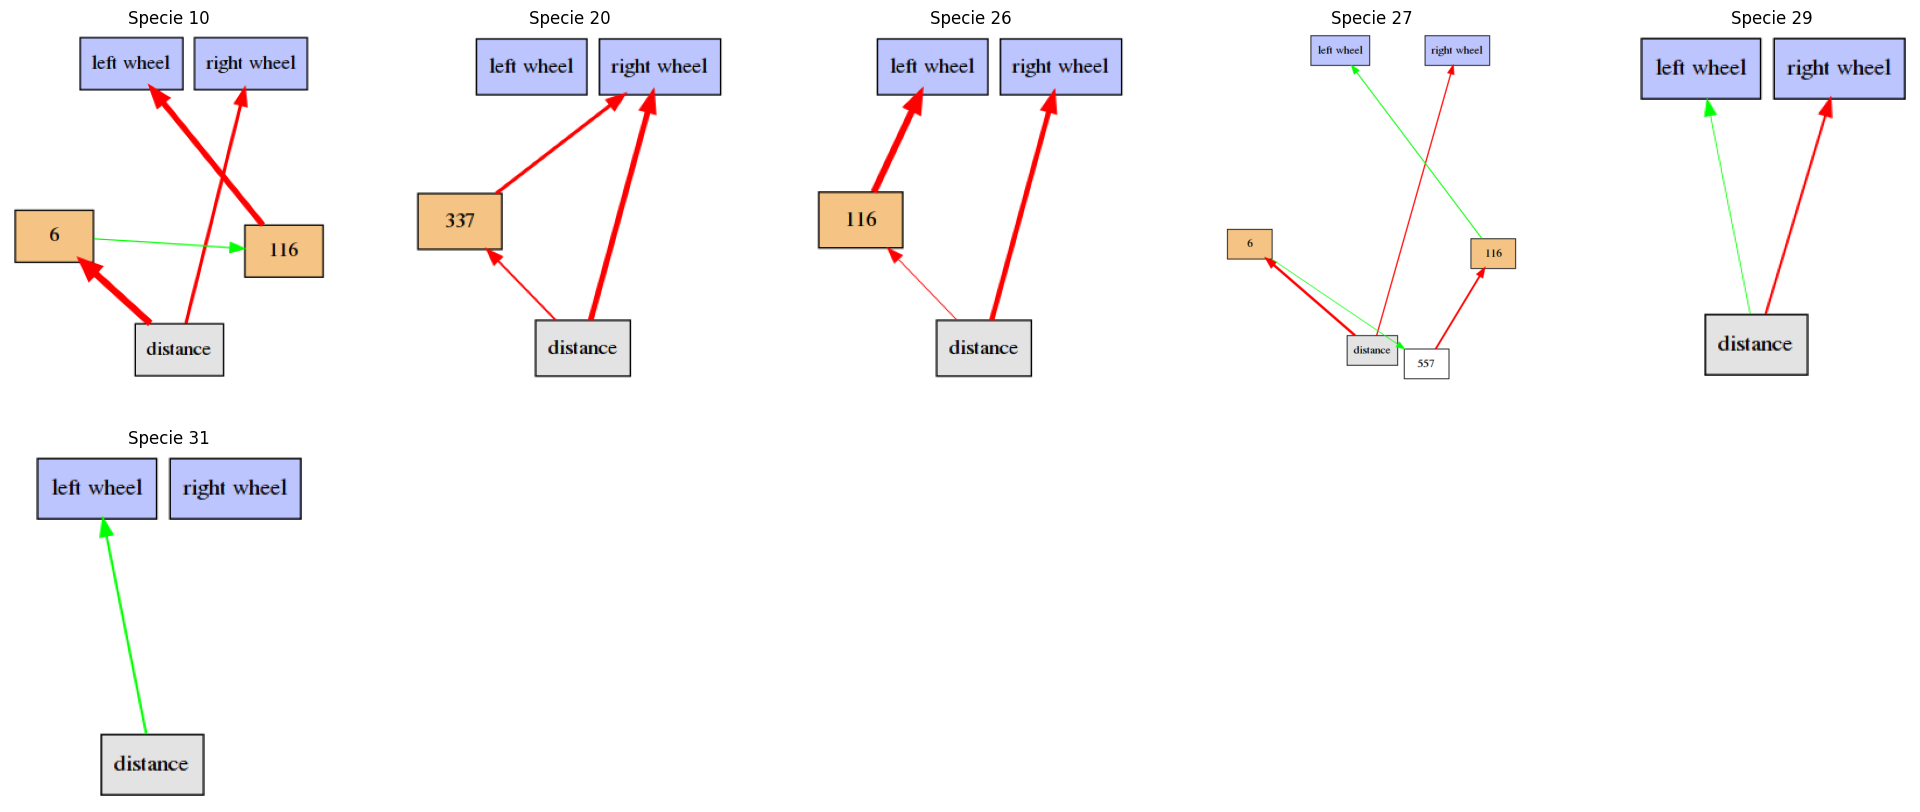 Specie 10
left wheel right wheel
6
116
distance
Specie 20
left wheel right wheel
337
distance
Specie 26
left wheel right wheel
116
distance
Specie 27
left wheel right wheel
6
116
distance
557
Specie 29
left wheel right wheel
distance
Specie 31
left wheel right wheel
distance